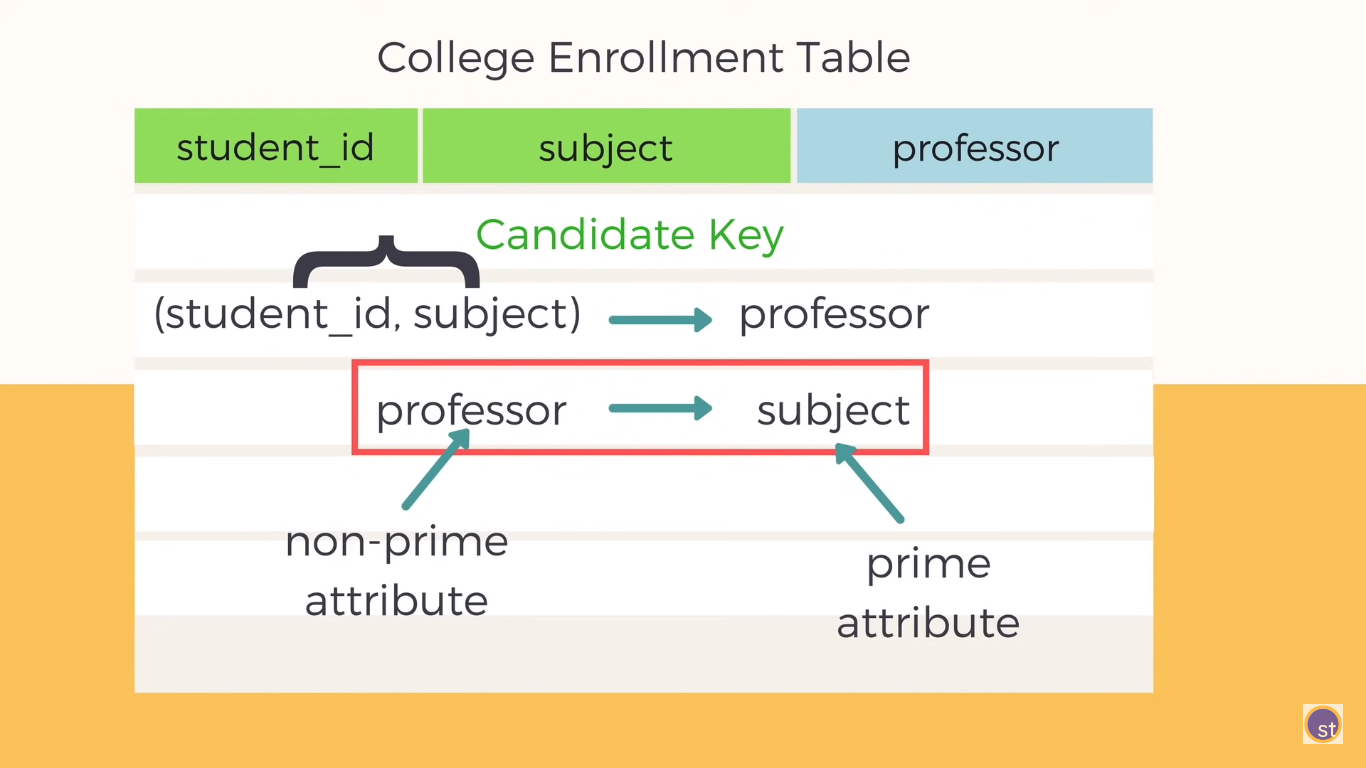 College Enrollment Table
student_id subject professor
Candidate Key
(student_id, subject) professor
professor subject
non-prime
attribute
prime
attribute
st